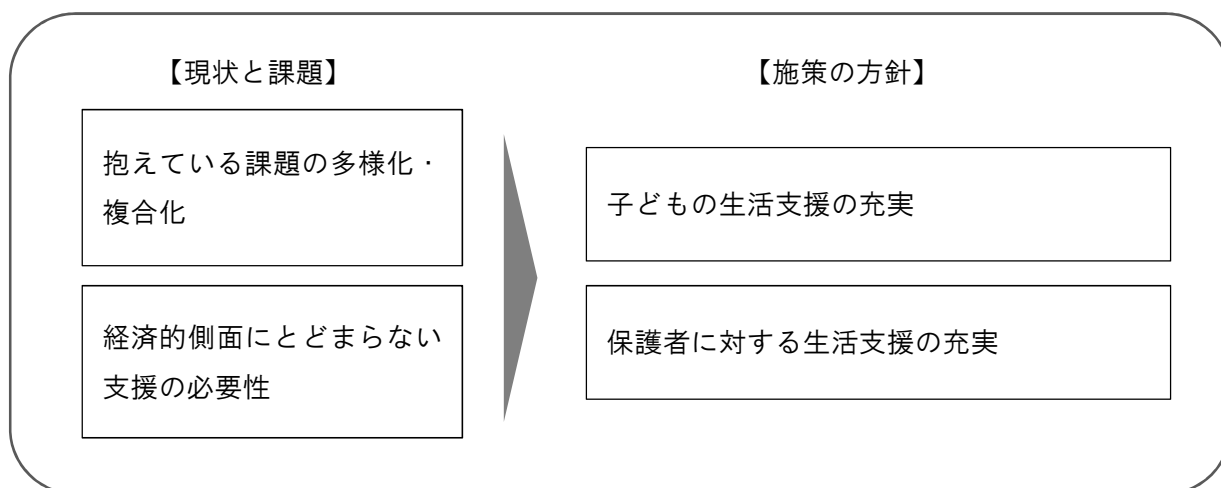 【現状と課題】
抱えている課題の多様化・
複合化
経済的側面にとどまらない
支援の必要性
【施策の方針】
子どもの生活支援の充実
保護者に対する生活支援の充実